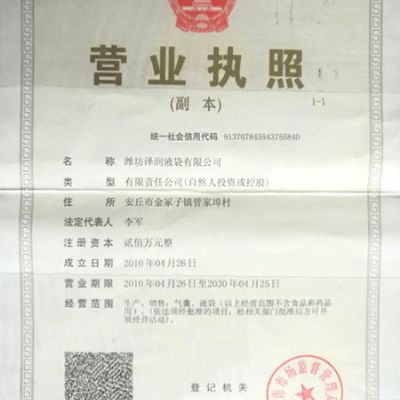 营业执照
(副 本)
1-1
统一社会信用代码 91370784554375584D
名 称 潍坊泽润液袋有限公司
类 型 有限责任公司(自然人投资或控股)
住 所 安丘市金冢子镇管家埠村
法定代表人 李军
注册资本 贰佰万元整
成立日期 2010年04月26日
营业期限 2010年04月26日至2030年04月25日
经营范围 生产、销售:气囊、液袋(以上经营范围不含食品和药品
用)。(依法须经批准的项目,经相关部门批准后方可开
展经营活动)。
登记机关
市市场监督管理